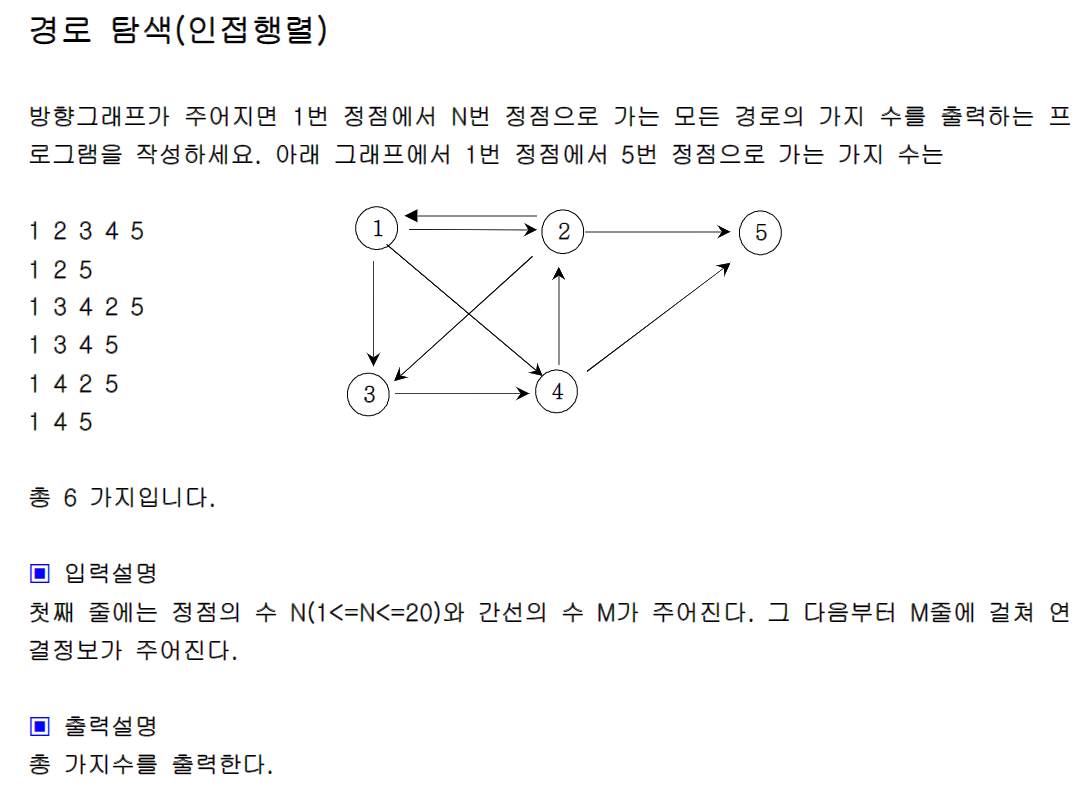 경로 탐색(인접행렬)
방향그래프가 주어지면 1번 정점에서 N번 정점으로 가는 모든 경로의 가지 수를 출력하는 프
로그램을 작성하세요. 아래 그래프에서 1번 정점에서 5번 정점으로 가는 가지 수는
1 2 3 4 5
1 2 5
1 3 4 2 5
1 3 4 5
1 4 2 5
1 4 5
1
2
5
3
4
총 6 가지입니다.
▣ 입력설명
첫째 줄에는 정점의 수 N(1<=N<=20)와 간선의 수 M가 주어진다. 그 다음부터 M줄에 걸쳐 연
결정보가 주어진다.
▣ 출력설명
총 가지수를 출력한다.